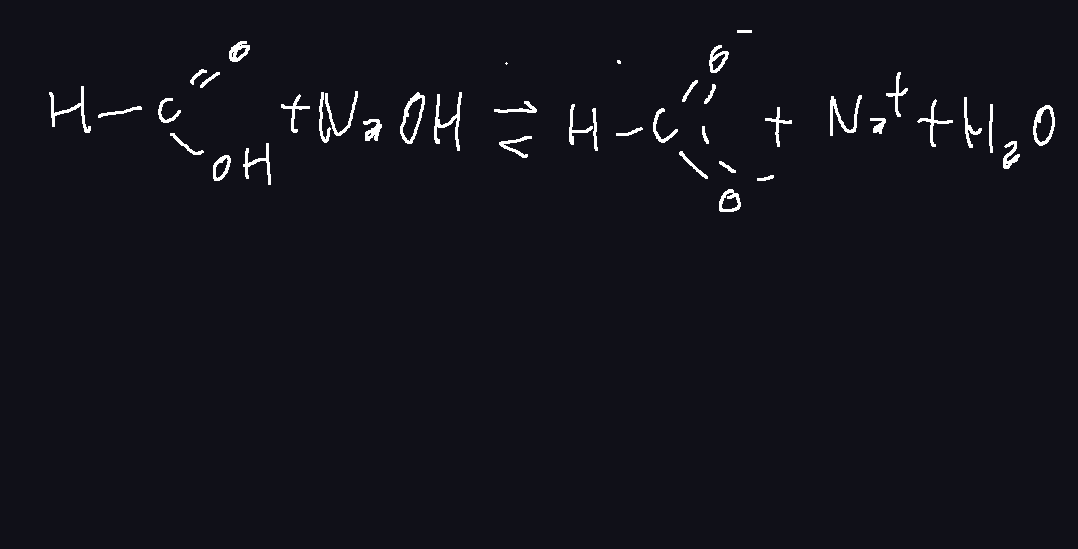 H-C(=O)(OH) + NaOH ⇌ H-C(O⁻)(O⁻) + Na⁺ + H₂O